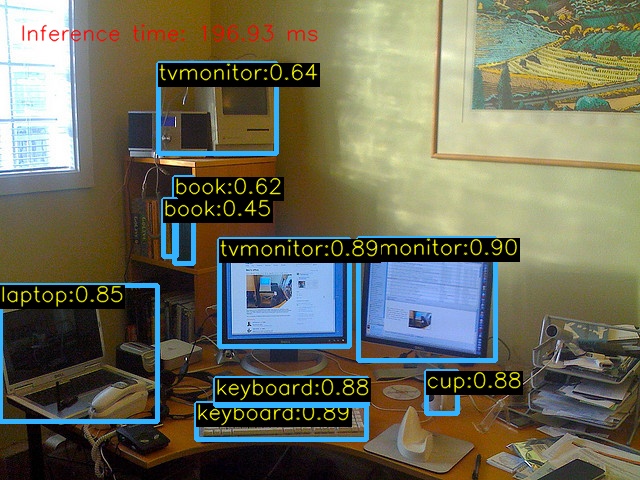 Inference time: 196.93 ms
tvmonitor:0.64
book:0.62
book:0.45
tvmonitor:0.89
monitor:0.90
laptop:0.85
keyboard:0.88
cup:0.88
keyboard:0.89